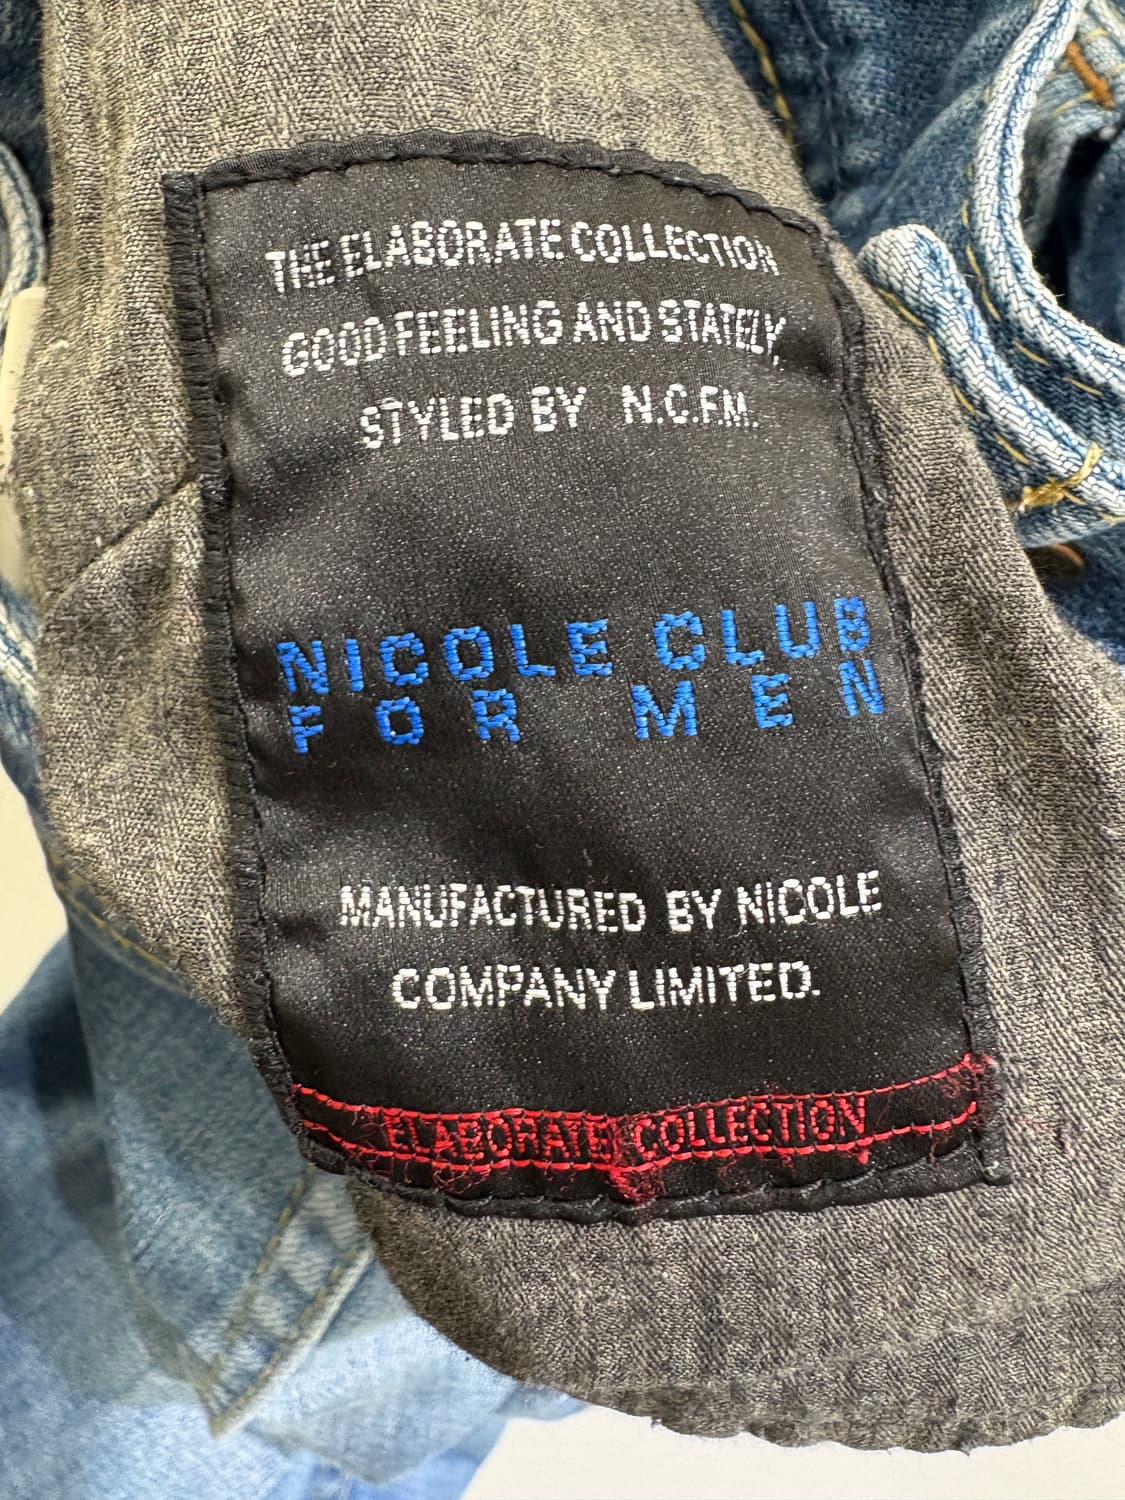 THE ELABORATE COLLECTION
GOOD FEELING AND STATELY,
STYLED BY N.C.F.M.
NICOLE CLUB
FOR MEN
MANUFACTURED BY NICOLE
COMPANY LIMITED.
ELABORATE COLLECTION